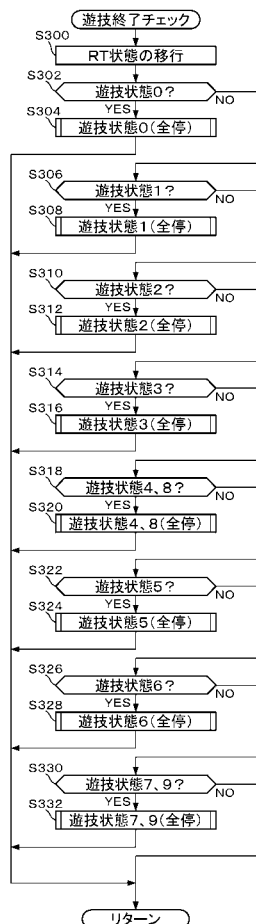 遊技終了チェック
S300
RT状態の移行
S302
遊技状態0?
NO
YES
S304
遊技状態0(全停)
S306
遊技状態1?
NO
YES
S308
遊技状態1(全停)
S310
遊技状態2?
NO
YES
S312
遊技状態2(全停)
S314
遊技状態3?
NO
YES
S316
遊技状態3(全停)
S318
遊技状態4、8?
NO
YES
S320
遊技状態4、8(全停)
S322
遊技状態5?
NO
YES
S324
遊技状態5(全停)
S326
遊技状態6?
NO
YES
S328
遊技状態6(全停)
S330
遊技状態7、9?
NO
YES
S332
遊技状態7、9(全停)
リターン